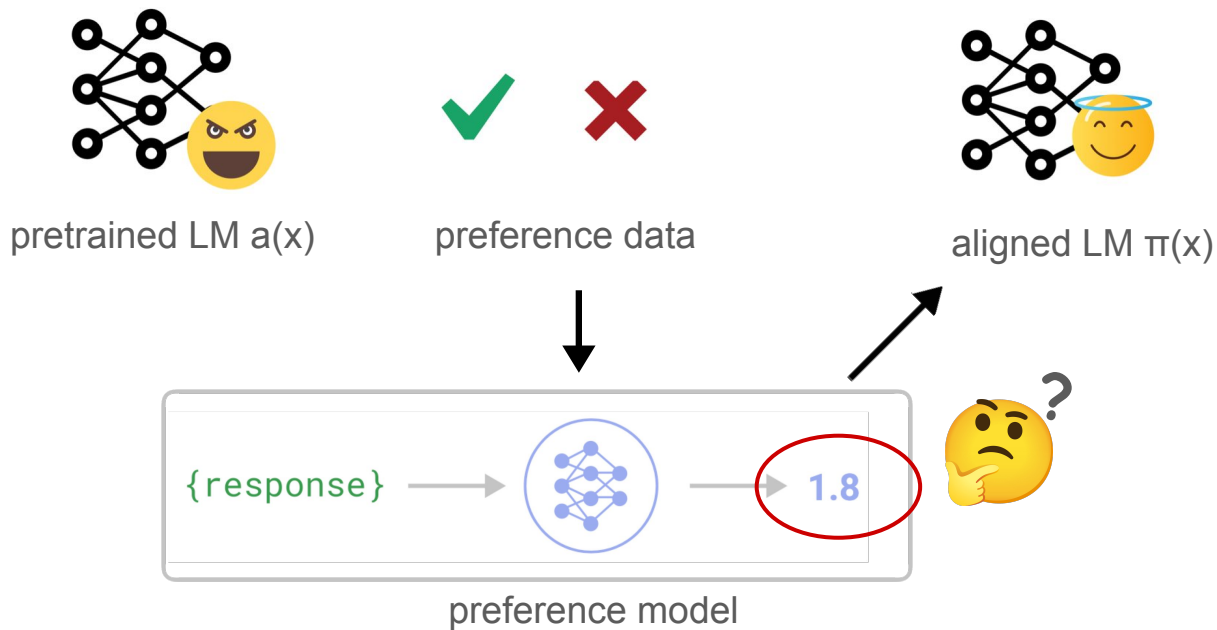 pretrained LM a(x)
preference data
aligned LM π(x)
{response}
1.8
?
preference model